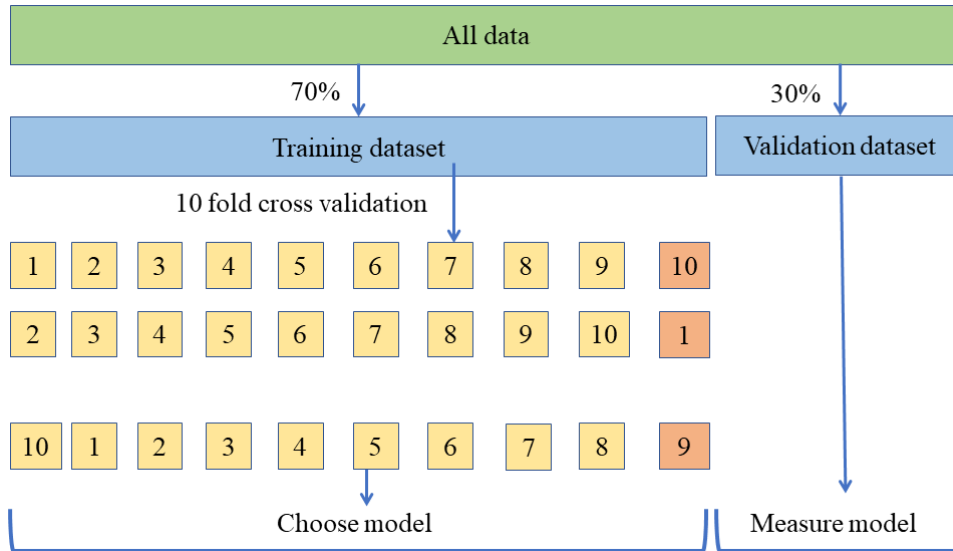 All data
70%
30%
Training dataset
Validation dataset
10 fold cross validation
1 2 3 4 5 6 7 8 9 10
2 3 4 5 6 7 8 9 10 1
10 1 2 3 4 5 6 7 8 9
Choose model
Measure model